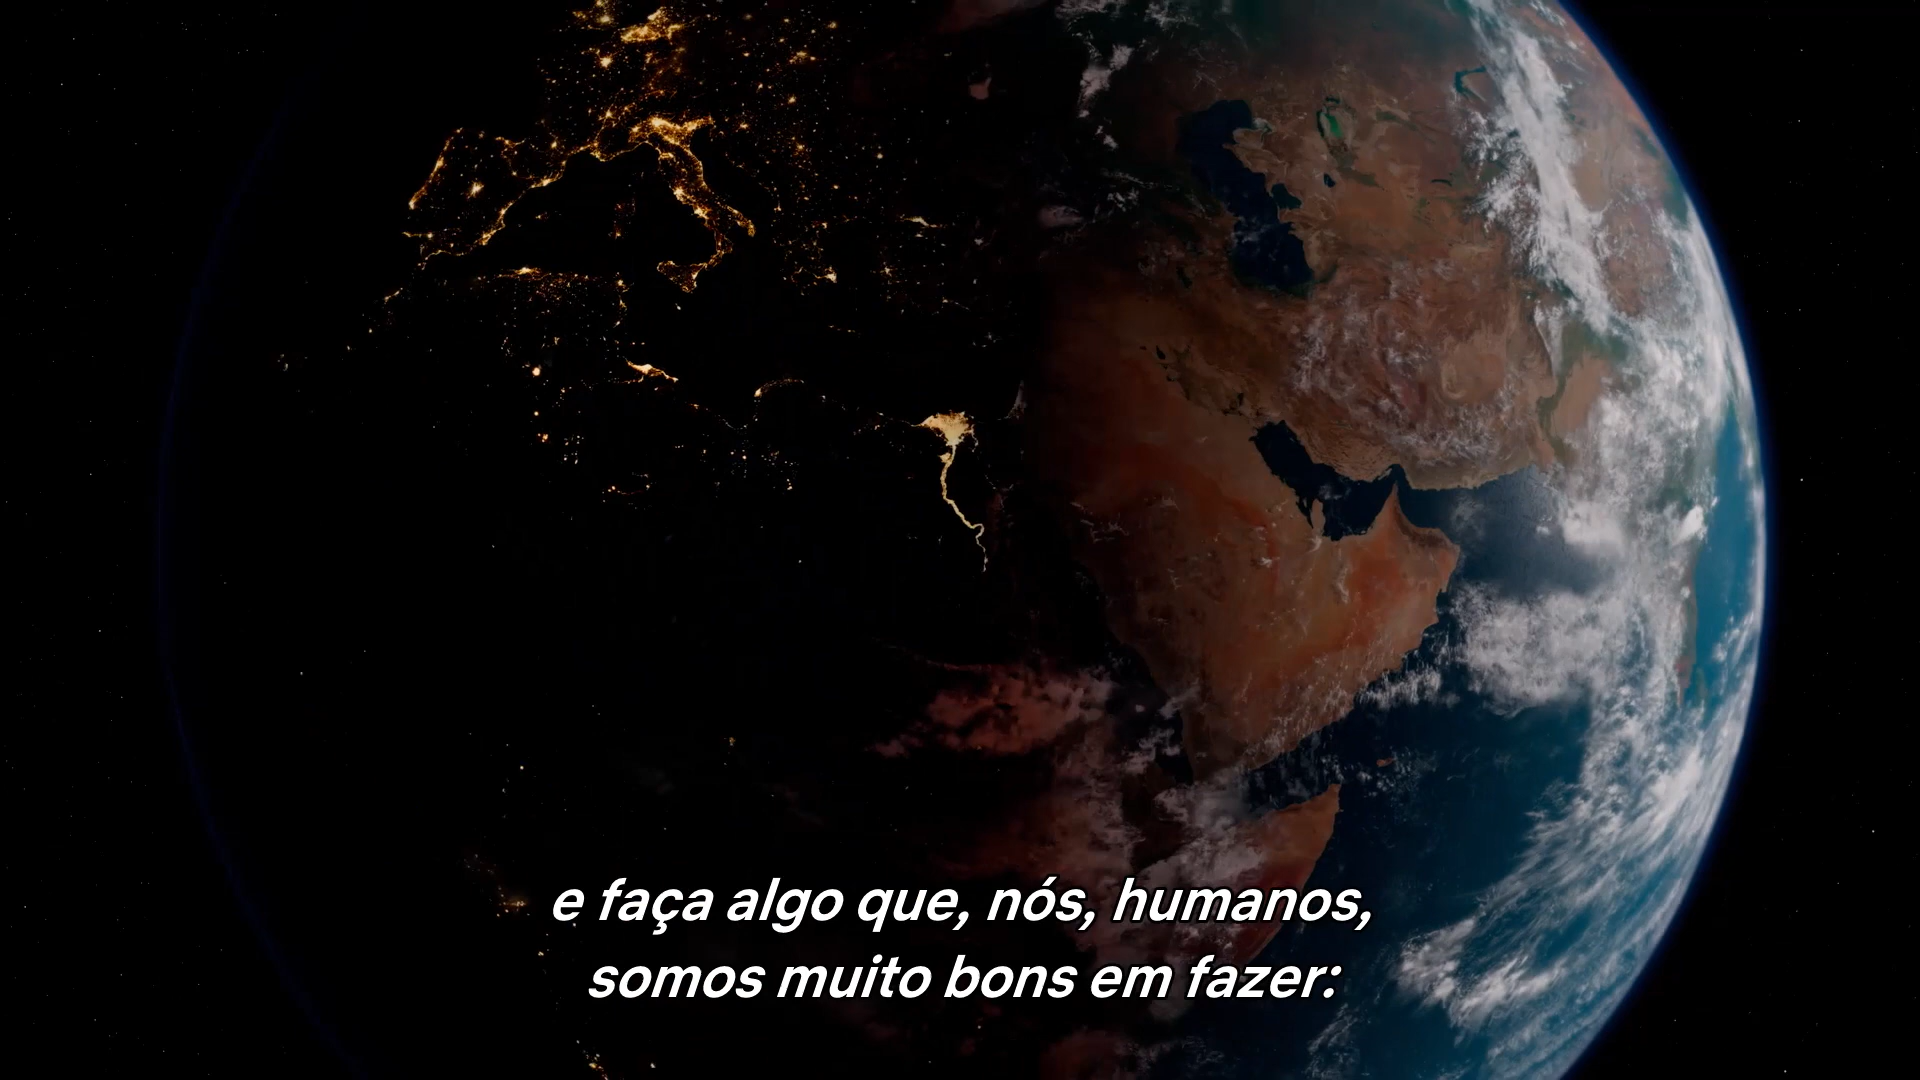 e faça algo que, nós, humanos,
somos muito bons em fazer: